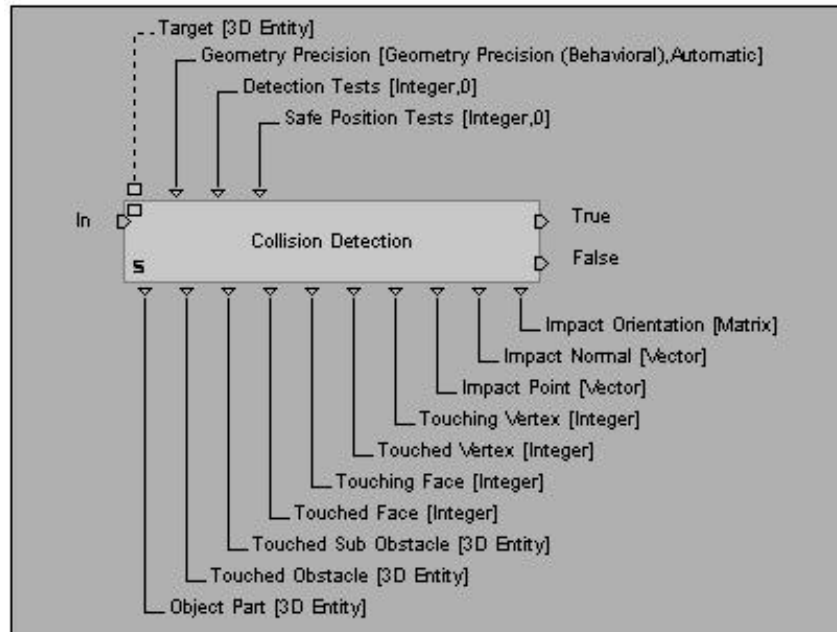 Target [3D Entity]
Geometry Precision [Geometry Precision (Behavioral),Automatic]
Detection Tests [Integer,0]
Safe Position Tests [Integer,0]
In
True
Collision Detection
False
S
Impact Orientation [Matrix]
Impact Normal [Vector]
Impact Point [Vector]
Touching Vertex [Integer]
Touched Vertex [Integer]
Touching Face [Integer]
Touched Face [Integer]
Touched Sub Obstacle [3D Entity]
Touched Obstacle [3D Entity]
Object Part [3D Entity]